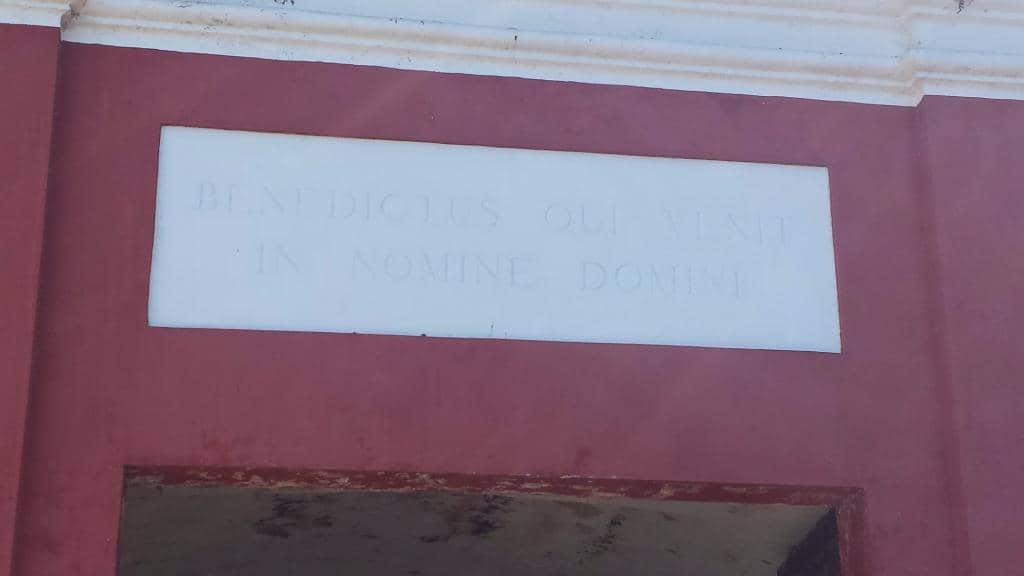 BENEDICTUS QUI VENIT
IN NOMINE DOMINI